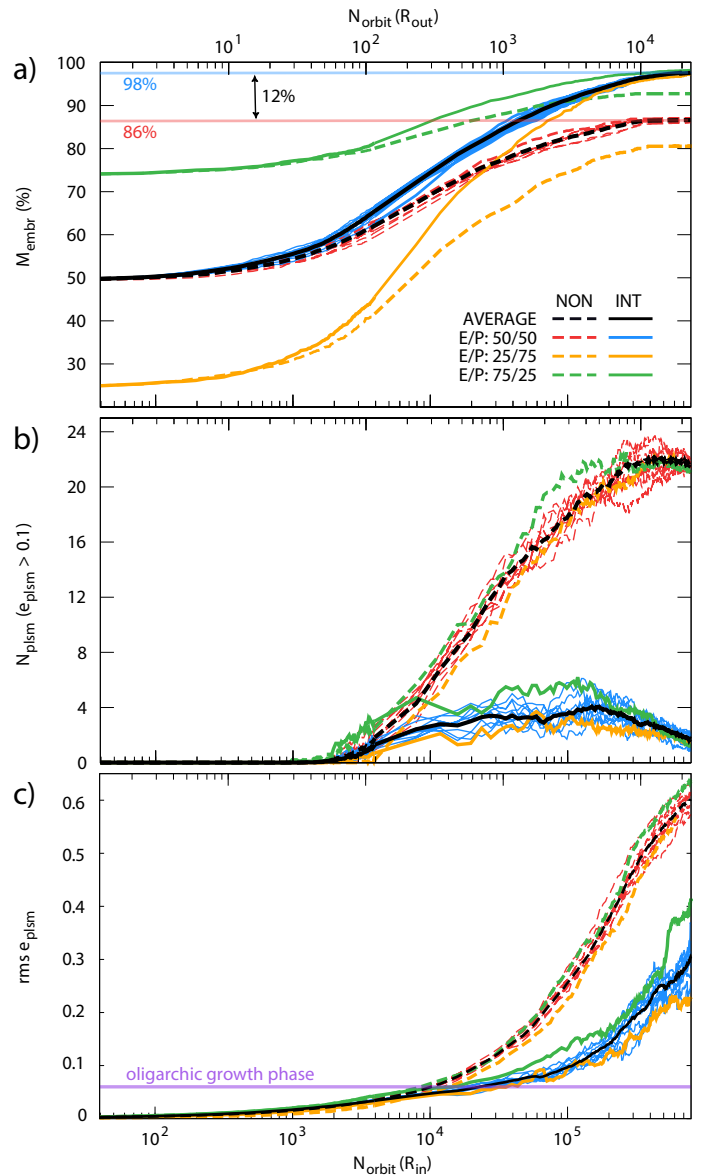 N_orbit (R_out)
10^1 10^2 10^3 10^4
a)
100
90
80
70
60
50
40
30
M_embr (%)
98%
12%
86%
NON INT
AVERAGE
E/P: 50/50
E/P: 25/75
E/P: 75/25
b)
24
20
16
12
8
4
0
N_plsm (e_plsm > 0.1)
c)
0.6
0.5
0.4
0.3
0.2
0.1
0
rms e_plsm
oligarchic growth phase
10^2 10^3 10^4 10^5
N_orbit (R_in)